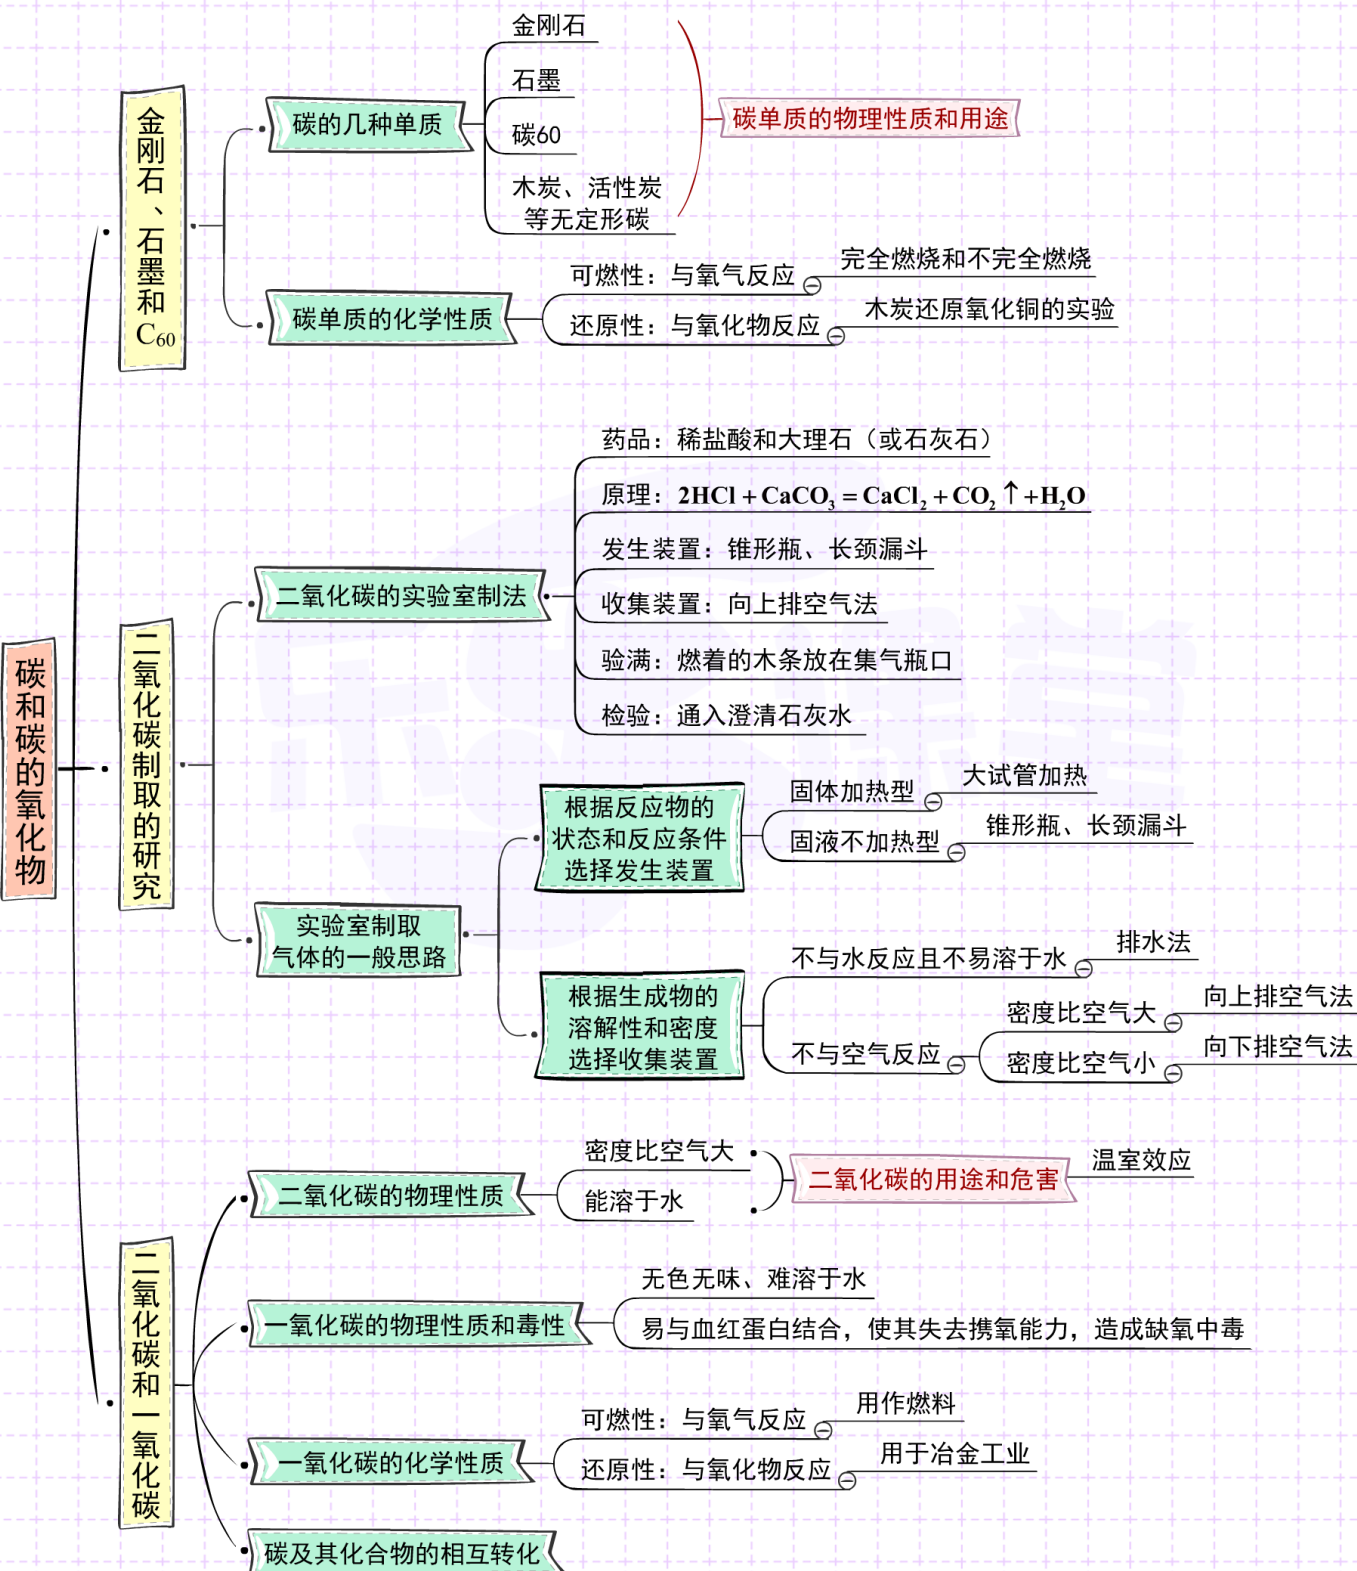 碳和碳的氧化物
金刚石、石墨和C₆₀
碳的几种单质
金刚石
石墨
碳60
木炭、活性炭
等无定形碳
碳单质的物理性质和用途
碳单质的化学性质
可燃性：与氧气反应
完全燃烧和不完全燃烧
还原性：与氧化物反应
木炭还原氧化铜的实验
二氧化碳制取的研究
二氧化碳的实验室制法
药品：稀盐酸和大理石（或石灰石）
原理：2HCl + CaCO₃ = CaCl₂ + CO₂ ↑ + H₂O
发生装置：锥形瓶、长颈漏斗
收集装置：向上排空气法
验满：燃着的木条放在集气瓶口
检验：通入澄清石灰水
实验室制取
气体的一般思路
根据反应物的
状态和反应条件
选择发生装置
固体加热型
大试管加热
固液不加热型
锥形瓶、长颈漏斗
根据生成物的
溶解性和密度
选择收集装置
不与水反应且不易溶于水
排水法
不与空气反应
密度比空气大
向上排空气法
密度比空气小
向下排空气法
二氧化碳和一氧化碳
二氧化碳的物理性质
密度比空气大
能溶于水
二氧化碳的用途和危害
温室效应
一氧化碳的物理性质和毒性
无色无味、难溶于水
易与血红蛋白结合，使其失去携氧能力，造成缺氧中毒
一氧化碳的化学性质
可燃性：与氧气反应
用作燃料
还原性：与氧化物反应
用于冶金工业
碳及其化合物的相互转化